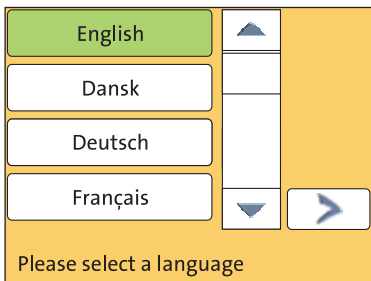 English
Dansk
Deutsch
Français
Please select a language